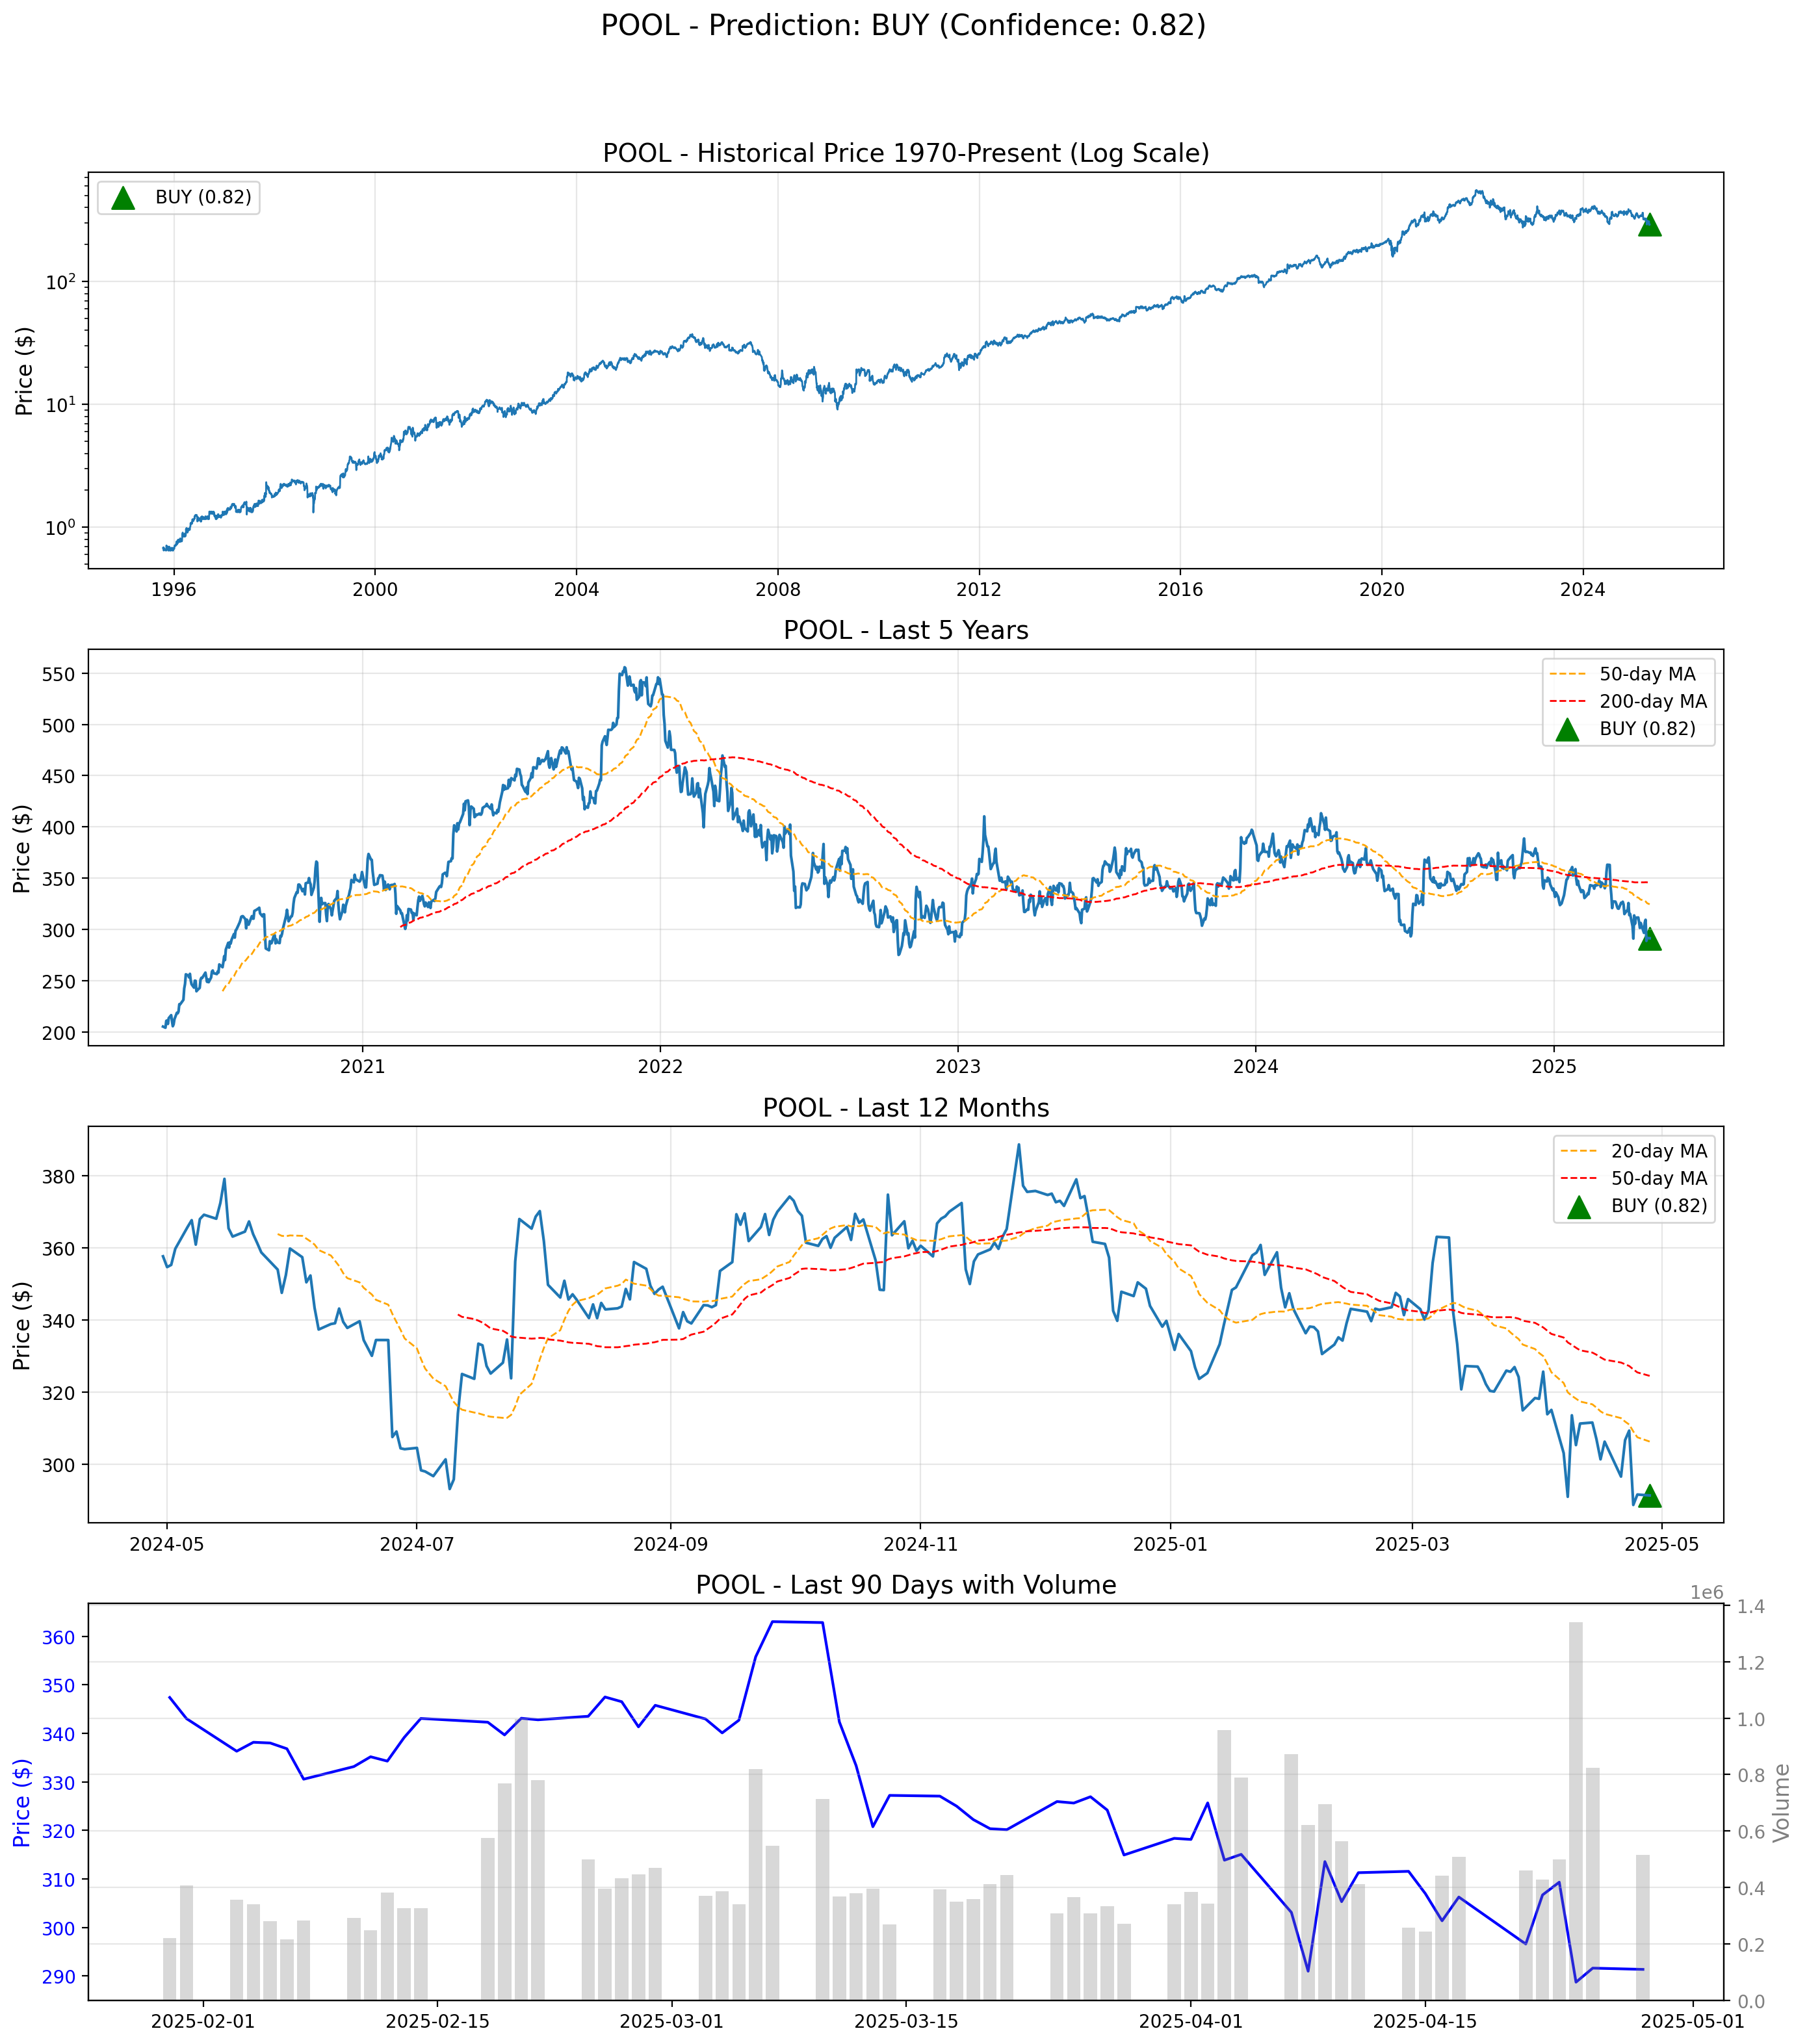 POOL - Prediction: BUY (Confidence: 0.82)
POOL - Historical Price 1970-Present (Log Scale)
BUY (0.82)
Price ($)
10²
10¹
10⁰
1996 2000 2004 2008 2012 2016 2020 2024
POOL - Last 5 Years
50-day MA
200-day MA
BUY (0.82)
Price ($)
550
500
450
400
350
300
250
200
2021 2022 2023 2024 2025
POOL - Last 12 Months
20-day MA
50-day MA
BUY (0.82)
Price ($)
380
360
340
320
300
2024-05 2024-07 2024-09 2024-11 2025-01 2025-03 2025-05
POOL - Last 90 Days with Volume
1e6
Price ($)
360
350
340
330
320
310
300
290
1.4
1.2
1.0
0.8
0.6
0.4
0.2
0.0
Volume
2025-02-01 2025-02-15 2025-03-01 2025-03-15 2025-04-01 2025-04-15 2025-05-01